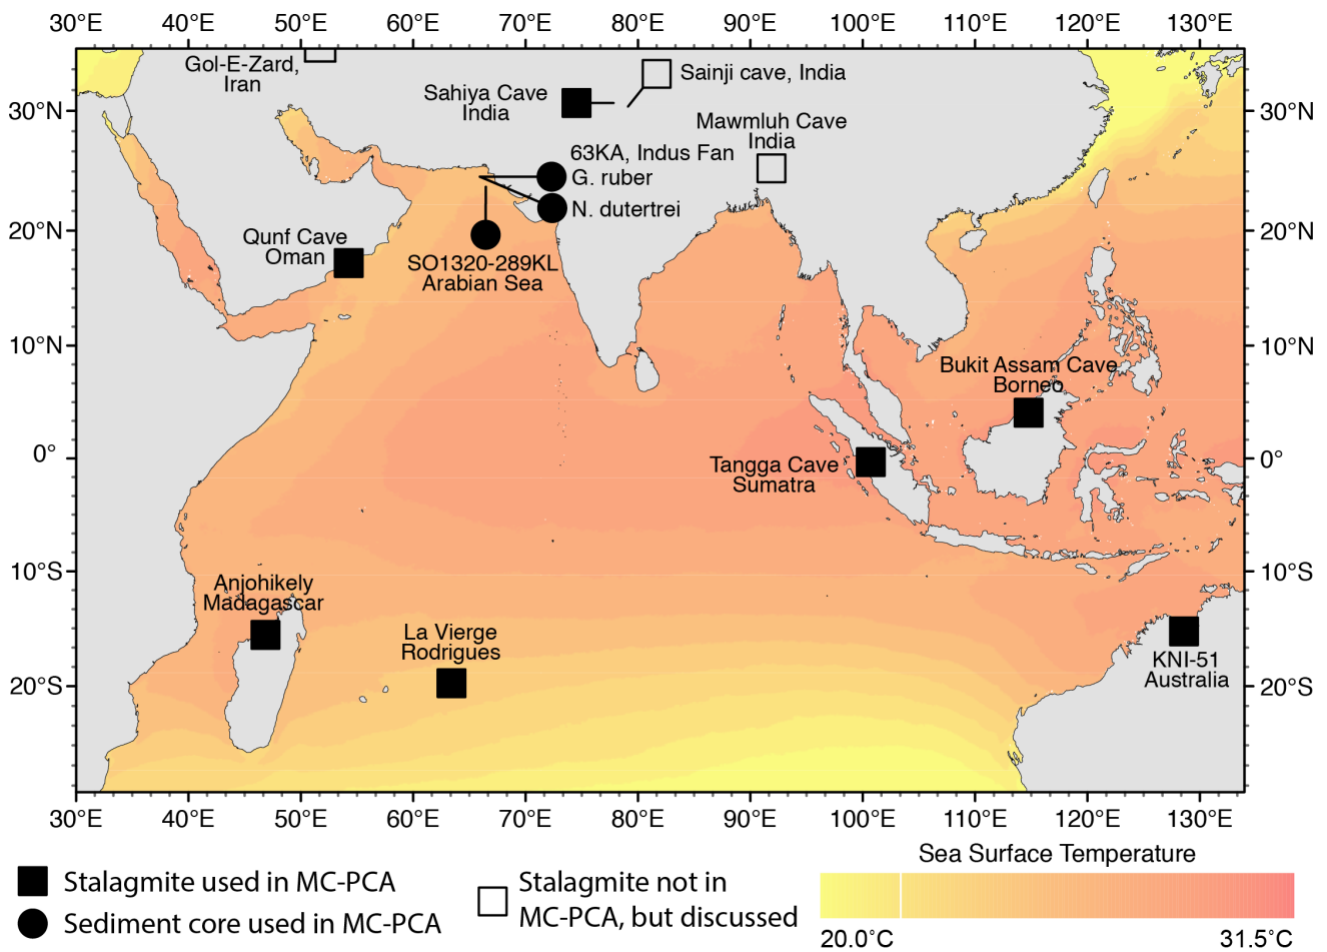 30°E 40°E 50°E 60°E 70°E 80°E 90°E 100°E 110°E 120°E 130°E
Gol-E-Zard,
Iran
Sainji cave, India
Sahiya Cave
India
30°N
30°N
Mawmluh Cave
India
63KA, Indus Fan
G. ruber
N. dutertrei
20°N
20°N
Qunf Cave
Oman
SO1320-289KL
Arabian Sea
10°N
10°N
Bukit Assam Cave
Borneo
0°
0°
Tangga Cave
Sumatra
10°S
10°S
Anjohikely
Madagascar
La Vierge
Rodrigues
KNI-51
Australia
20°S
20°S
30°E 40°E 50°E 60°E 70°E 80°E 90°E 100°E 110°E 120°E 130°E
Stalagmite used in MC-PCA
Sediment core used in MC-PCA
Stalagmite not in
MC-PCA, but discussed
Sea Surface Temperature
20.0°C 31.5°C